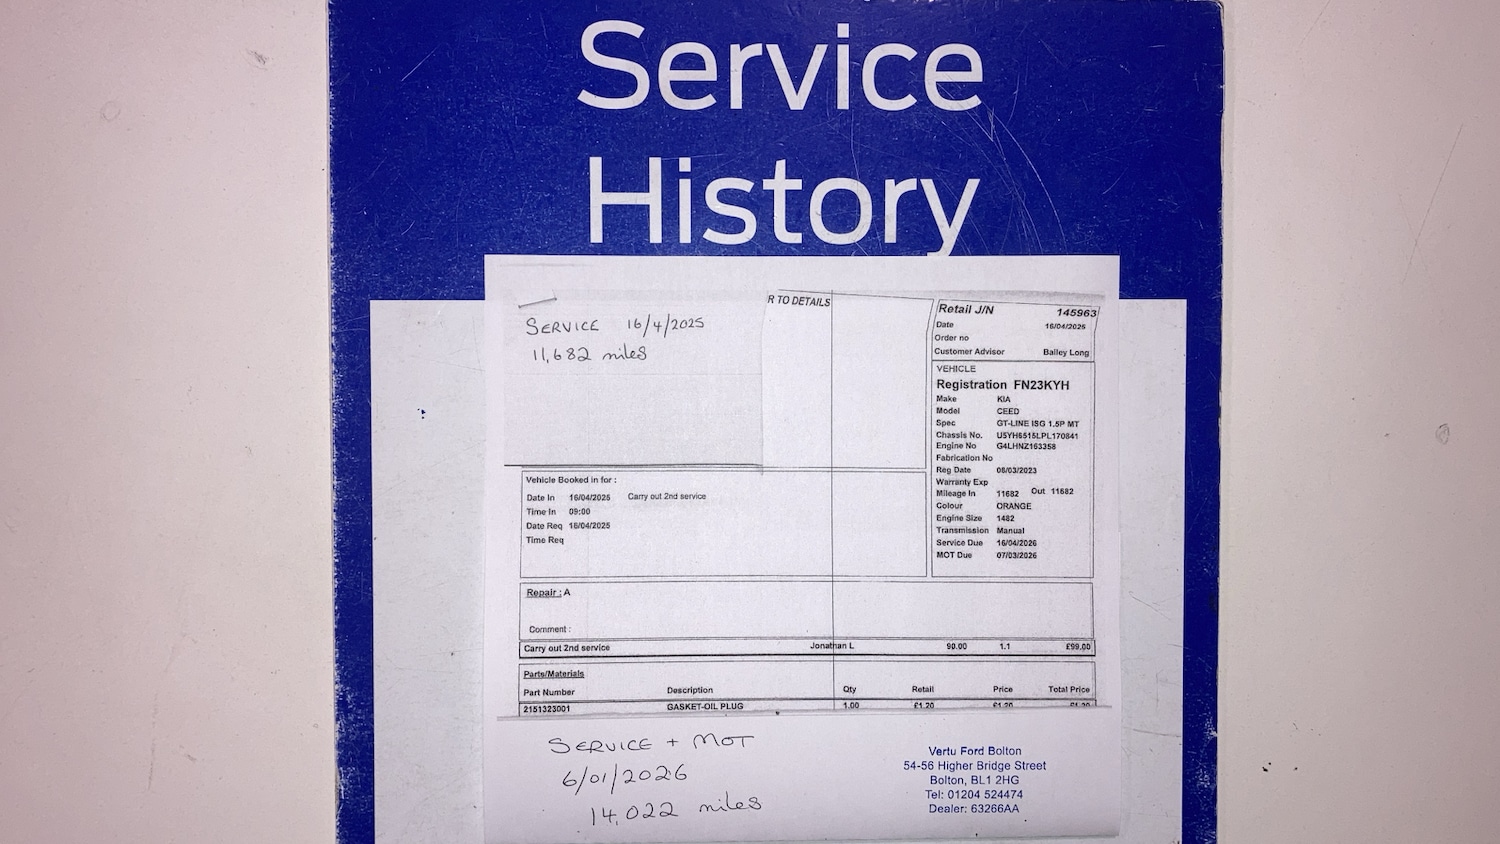 Service
History
SERVICE 16/4/2025
11,682 miles
R TO DETAILS
Retail J/N 145963
Date 16/04/2025
Order no
Customer Advisor Bailey Long
VEHICLE
Registration FN23KYH
Make KIA
Model CEED
Spec GT-LINE ISG 1.5P MT
Chassis No. U5YH6515LPL170841
Engine No G4LHNZ163358
Fabrication No
Reg Date 08/03/2023
Warranty Exp
Mileage In 11682 Out 11682
Colour ORANGE
Engine Size 1482
Transmission Manual
Service Due 16/04/2026
MOT Due 07/03/2026
Vehicle Booked in for :
Date In 16/04/2025 Carry out 2nd service
Time In 09:00
Date Req 16/04/2025
Time Req
Repair : A
Comment :
Carry out 2nd service Jonathan L 90.00 1.1 £99.00
Parts/Materials
Part Number Description Qty Retail Price Total Price
2151323001 GASKET-OIL PLUG 1.00 £1.20 £1.20 £1.20
SERVICE + MOT
6/01/2026
14,022 miles
Vertu Ford Bolton
54-56 Higher Bridge Street
Bolton, BL1 2HG
Tel: 01204 524474
Dealer: 63266AA